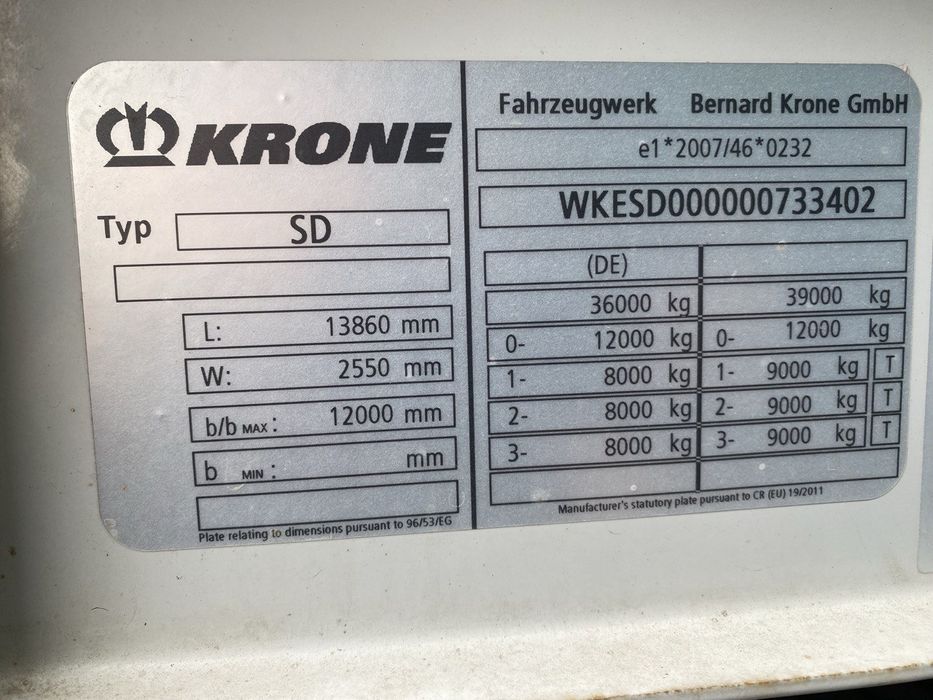 KRONE
Typ SD
L: 13860 mm
W: 2550 mm
b/b MAX : 12000 mm
b MIN : mm
Plate relating to dimensions pursuant to 96/53/EG
Fahrzeugwerk Bernard Krone GmbH
e1*2007/46*0232
WKESD000000733402
(DE)
36000 kg 39000 kg
0- 12000 kg 0- 12000 kg
1- 8000 kg 1- 9000 kg T
2- 8000 kg 2- 9000 kg T
3- 8000 kg 3- 9000 kg T
Manufacturer's statutory plate pursuant to CR (EU) 19/2011